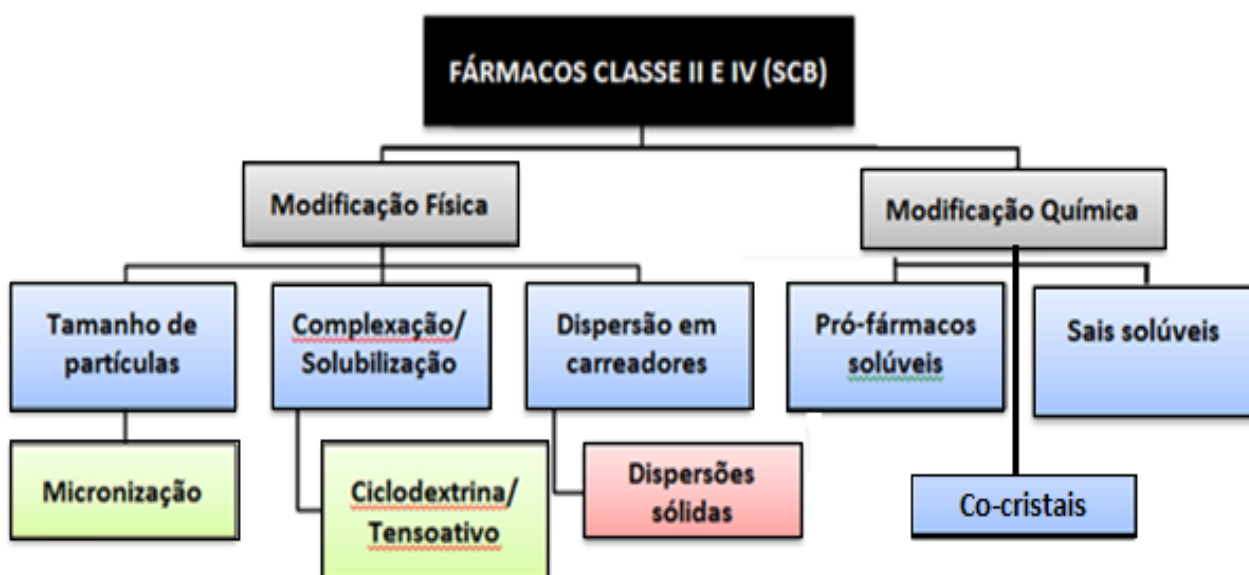 FÁRMACOS CLASSE II E IV (SCB)
Modificação Física
Modificação Química
Tamanho de
partículas
Complexação/
Solubilização
Dispersão em
carreadores
Pró-fármacos
solúveis
Sais solúveis
Micronização
Ciclodextrina/
Tensoativo
Dispersões
sólidas
Co-cristais